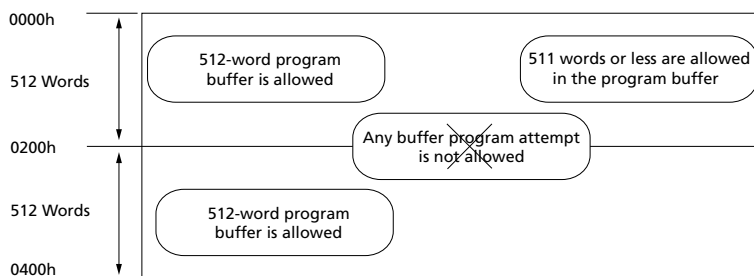 0000h
512 Words
512-word program
buffer is allowed
511 words or less are allowed
in the program buffer
0200h
Any buffer program attempt
is not allowed
512 Words
512-word program
buffer is allowed
0400h